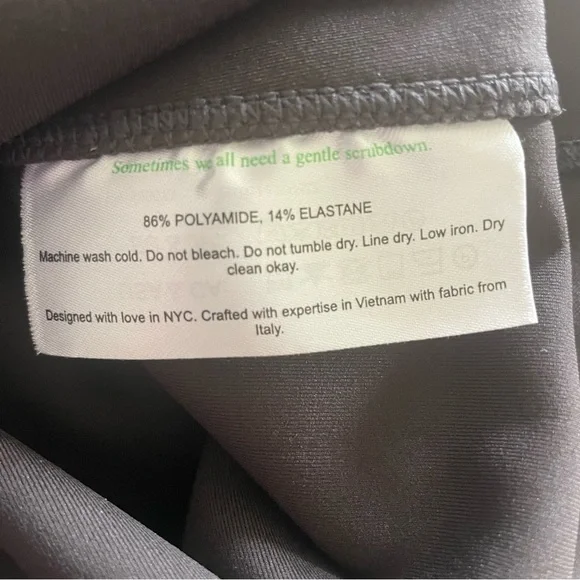 Sometimes we all need a gentle scrubdown.
86% POLYAMIDE, 14% ELASTANE
Machine wash cold. Do not bleach. Do not tumble dry. Line dry. Low iron. Dry
clean okay.
Designed with love in NYC. Crafted with expertise in Vietnam with fabric from
Italy.